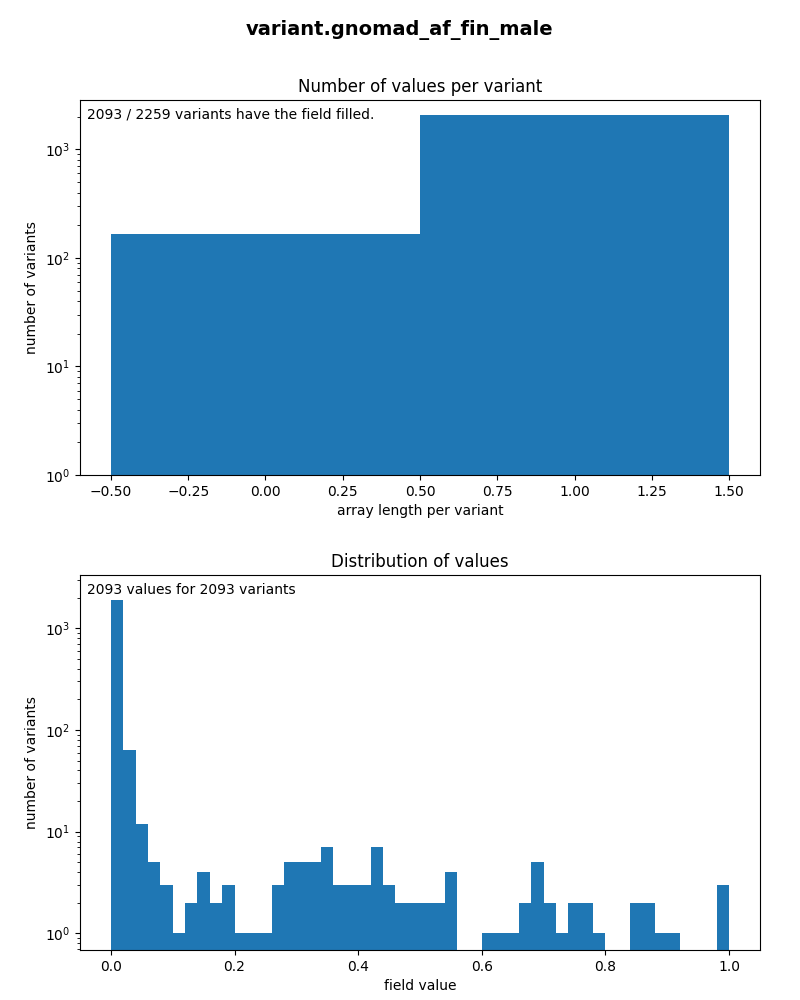 variant.gnomad_af_fin_male
Number of values per variant
2093 / 2259 variants have the field filled.
10³
10²
10¹
10⁰
number of variants
−0.50 −0.25 0.00 0.25 0.50 0.75 1.00 1.25 1.50
array length per variant
Distribution of values
2093 values for 2093 variants
10³
10²
10¹
10⁰
number of variants
0.0 0.2 0.4 0.6 0.8 1.0
field value